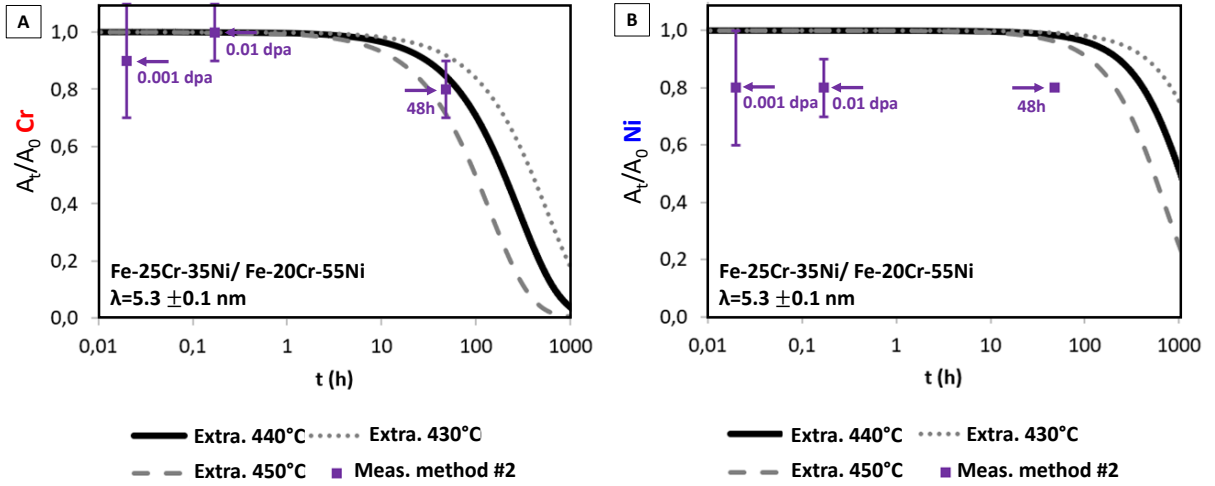 A
1,0
0,8
0,6
0,4
0,2
0,0
A_t/A_0 Cr
0.001 dpa
0.01 dpa
48h
Fe-25Cr-35Ni/ Fe-20Cr-55Ni
λ=5.3 ±0.1 nm
0,01 0,1 1 10 100 1000
t (h)
Extra. 440°C Extra. 430°C
Extra. 450°C Meas. method #2
B
1,0
0,8
0,6
0,4
0,2
0,0
A_t/A_0 Ni
0.001 dpa
0.01 dpa
48h
Fe-25Cr-35Ni/ Fe-20Cr-55Ni
λ=5.3 ±0.1 nm
0,01 0,1 1 10 100 1000
t (h)
Extra. 440°C Extra. 430°C
Extra. 450°C Meas. method #2